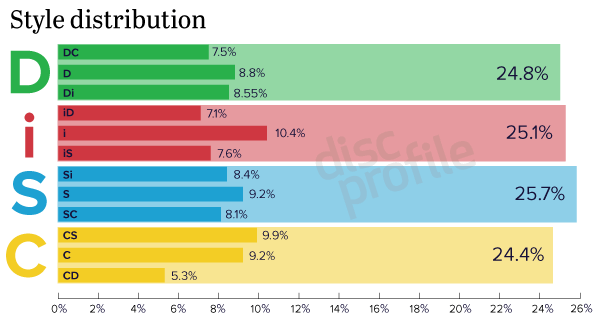 Style distribution
D
DC 7.5%
D 8.8% 24.8%
Di 8.55%
i
iD 7.1%
i 10.4% 25.1%
iS 7.6%
S
Si 8.4%
S 9.2% 25.7%
SC 8.1%
C
CS 9.9%
C 9.2% 24.4%
CD 5.3%
disc
profile
0% 2% 4% 6% 8% 10% 12% 14% 16% 18% 20% 22% 24% 26%